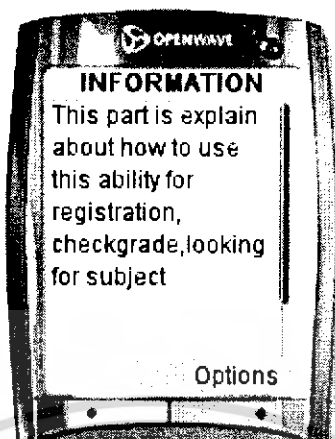 OPENWAVE
INFORMATION
This part is explain
about how to use
this ability for
registration,
checkgrade,looking
for subject
Options